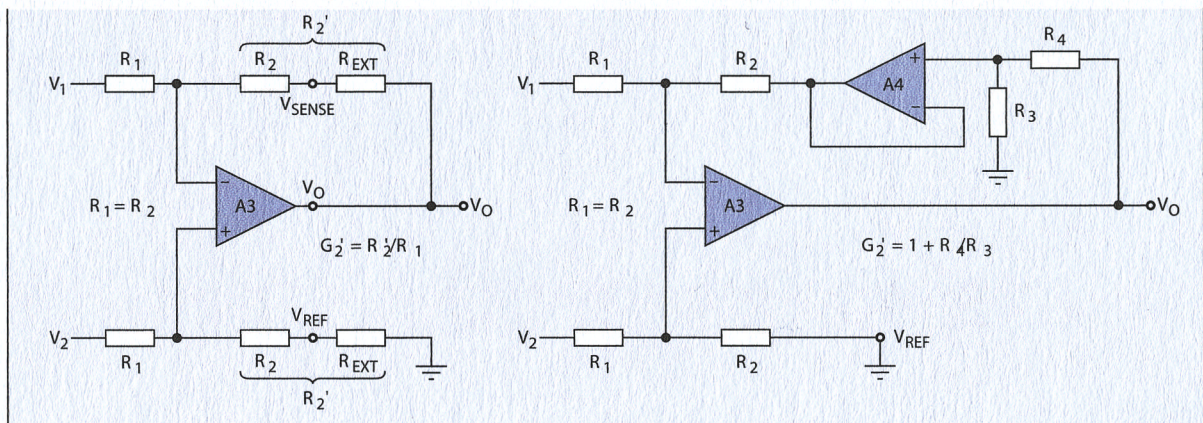 R2'
R1
R2
REXT
V1
VSENSE
VO
R1 = R2
−
A3
+
VO
G2' = R2'/R1
VREF
V2
R1
R2
REXT
R2'
R1
R2
A4
+
−
R4
R3
V1
R1 = R2
−
A3
+
VO
G2' = 1 + R4/R3
V2
R1
R2
VREF